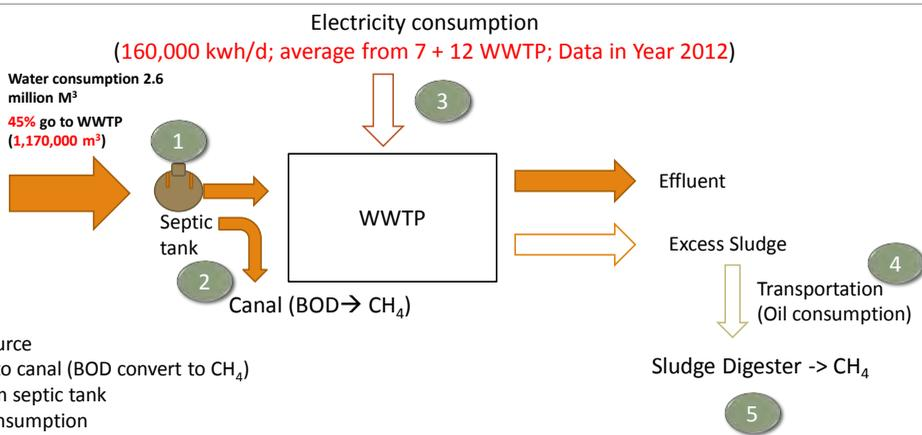 Electricity consumption
(160,000 kwh/d; average from 7 + 12 WWTP; Data in Year 2012)
Water consumption 2.6
million M³
45% go to WWTP
(1,170,000 m³)
3
1
WWTP
Effluent
Septic
tank
Excess Sludge
4
2
Canal (BOD→ CH₄)
Transportation
(Oil consumption)
to canal (BOD convert to CH₄)
septic tank
Sludge Digester -> CH₄
5